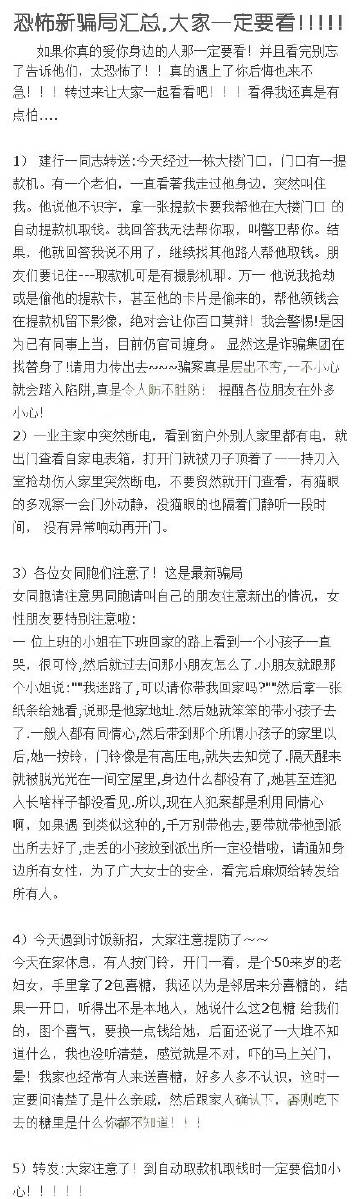 恐怖新骗局汇总,大家一定要看!!!!!
如果你真的爱你身边的人那一定要看！并且看完别忘
了告诉他们，太恐怖了！！真的遇上了你后悔也来不
急！！！转过来让大家一起看看吧！！！看得我还真是有
点怕....
1） 建行一同志转送:今天经过一栋大楼门口，门口有一提
款机。有一个老伯，一直看著我走过他身边，突然叫住
我。他说他不识字，拿一张提款卡要我帮他在大楼门口 的
自动提款机取钱。我回答我无法帮你取，叫警卫帮你。结
果，他就回答我说不用了，继续找其他路人帮他取钱。朋
友们要记住---取款机可是有摄影机耶。万一 他说我抢劫
或是偷他的提款卡，甚至他的卡片是偷来的，帮他领钱会
在提款机留下影像，绝对会让你百口莫辩！我会警惕!是因
为已有同事上当，目前仍官司缠身。 显然这是诈骗集团在
找替身了!请用力传出去~~~骗案真是层出不穷,一不小心
就会踏入陷阱,真是令人防不胜防！ 提醒各位朋友在外多
小心!
2）一业主家中突然断电，看到窗户外别人家里都有电，就
出门查看自家电表箱，打开门就被刀子顶着了一一持刀入
室抢劫伤人家里突然断电，不要贸然就开门查看，有猫眼
的多观察一会门外动静，没猫眼的也隔着门静听一段时
间， 没有异常响动再开门。
3）各位女同胞们注意了！这是最新骗局
女同胞请注意男同胞请叫自己的朋友注意新出的情况，女
性朋友要特别注意啦:
一 位上班的小姐在下班回家的路上看到一个小孩子一直
哭，很可怜,然后就过去问那小朋友怎么了.小朋友就跟那
个小姐说:""我迷路了,可以请你带我回家吗?""然后拿一张
纸条给她看,说那是他家地址.然后她就笨笨的带小孩子去
了.一般人都有同情心,然后带到那个所谓小孩子的家里以
后,她一按铃，门铃像是有高压电,就失去知觉了.隔天醒来
就被脱光光在一间空屋里,身边什么都没有了,她甚至连犯
人长啥样子都没看见.所以,现在人犯案都是利用同情心
啊，如果遇 到类似这种的,千万别带他去,要带就带他到派
出所去好了,走丢的小孩放到派出所一定没错啦，请通知身
边所有女性，为了广大女士的安全，看完后麻烦给转发给
所有人。
4）今天遇到讨饭新招，大家注意提防了～～
今天在家休息，有人按门铃，开门一看，是个50来岁的老
妇女，手里拿了2包喜糖，我还以为是邻居来分喜糖的，结
果一开口，听得出不是本地人，她说什么这2包糖 给我们
的，图个喜气，要换一点钱给她，后面还说了一大堆不知
道什么，我也没听清楚，感觉就是不对，吓的马上关门，
晕！我家也经常有人来送喜糖，好多人多不认识，这时一
定要问清楚了是什么亲戚，然后跟家人确认下，否则吃下
去的糖里是什么你都不知道！！！
5）转发:大家注意了！到自动取款机取钱时一定要倍加小
心！！！！！